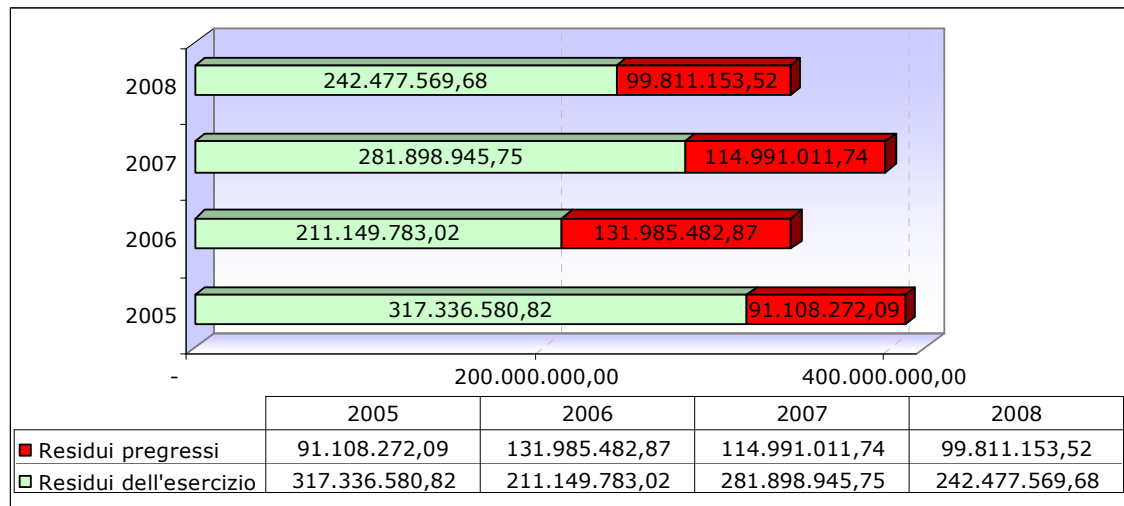 2008 242.477.569,68 99.811.153,52
2007 281.898.945,75 114.991.011,74
2006 211.149.783,02 131.985.482,87
2005 317.336.580,82 91.108.272,09
- 200.000.000,00 400.000.000,00
2005 2006 2007 2008
Residui pregressi 91.108.272,09 131.985.482,87 114.991.011,74 99.811.153,52
Residui dell'esercizio 317.336.580,82 211.149.783,02 281.898.945,75 242.477.569,68